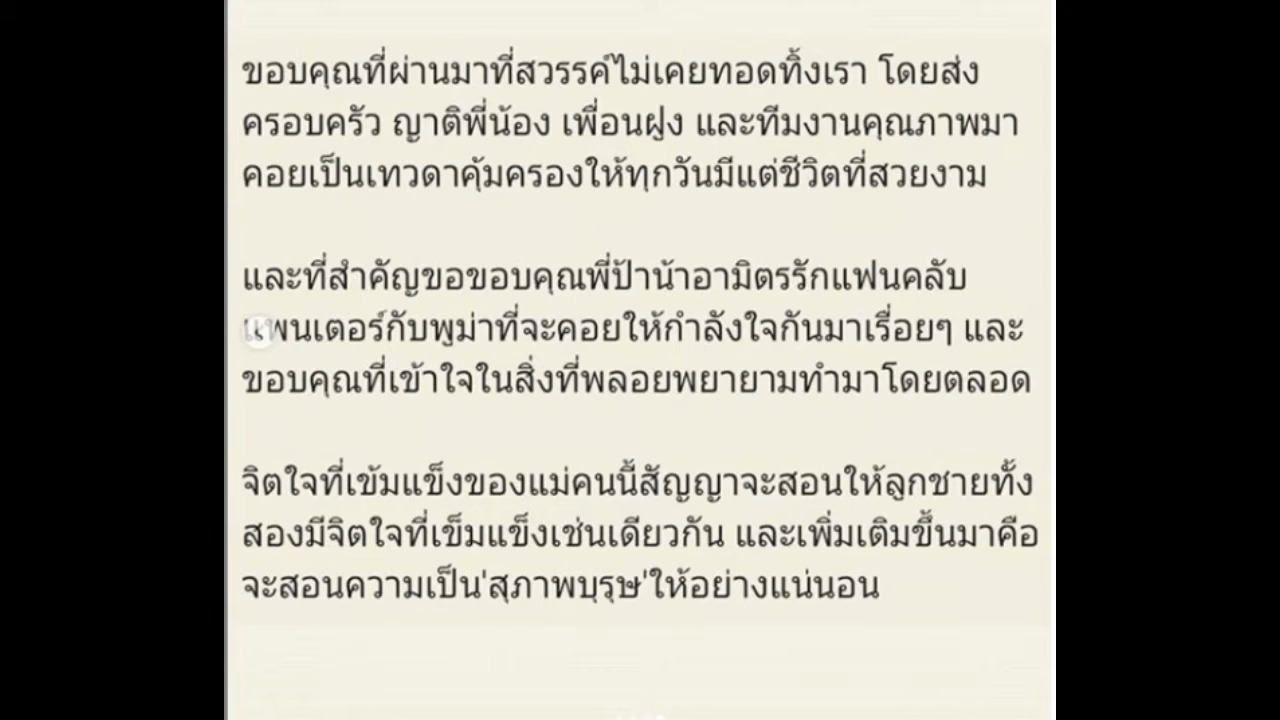 ขอบคุณที่ผ่านมาที่สวรรค์ไม่เคยทอดทิ้งเรา โดยส่ง
ครอบครัว ญาติพี่น้อง เพื่อนฝูง และทีมงานคุณภาพมา
คอยเป็นเทวดาคุ้มครองให้ทุกวันมีแต่ชีวิตที่สวยงาม
และที่สำคัญขอขอบคุณพี่ป้าน้าอามิตรรักแฟนคลับ
แพนเตอร์กับพูม่าที่จะคอยให้กำลังใจกันมาเรื่อยๆ และ
ขอบคุณที่เข้าใจในสิ่งที่พลอยพยายามทำมาโดยตลอด
จิตใจที่เข้มแข็งของแม่คนนี้สัญญาจะสอนให้ลูกชายทั้ง
สองมีจิตใจที่เข็มแข็งเช่นเดียวกัน และเพิ่มเติมขึ้นมาคือ
จะสอนความเป็น'สุภาพบุรุษ'ให้อย่างแน่นอน